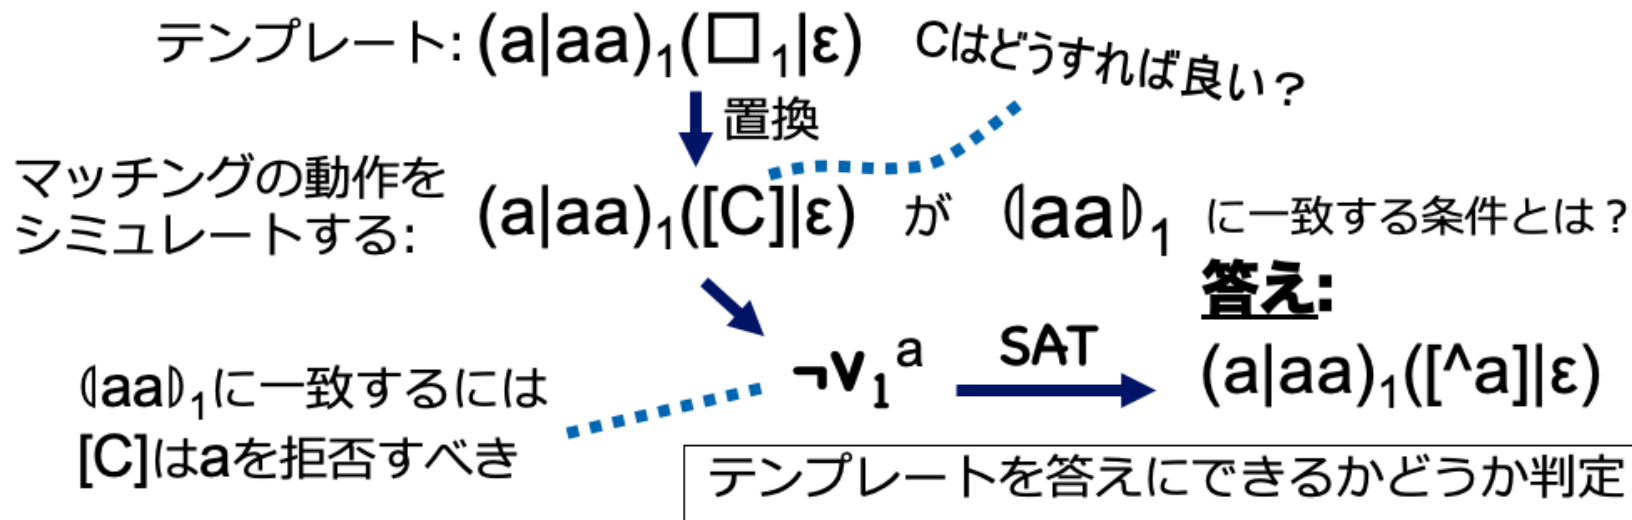 テンプレート: (a|aa)₁(□₁|ε)
Cはどうすれば良い？
置換
マッチングの動作を
シミュレートする:
(a|aa)₁([C]|ε) が ⦇aa⦈₁ に一致する条件とは？
答え:
¬v₁ᵃ
SAT
(a|aa)₁([^a]|ε)
⦇aa⦈₁に一致するには
[C]はaを拒否すべき
テンプレートを答えにできるかどうか判定